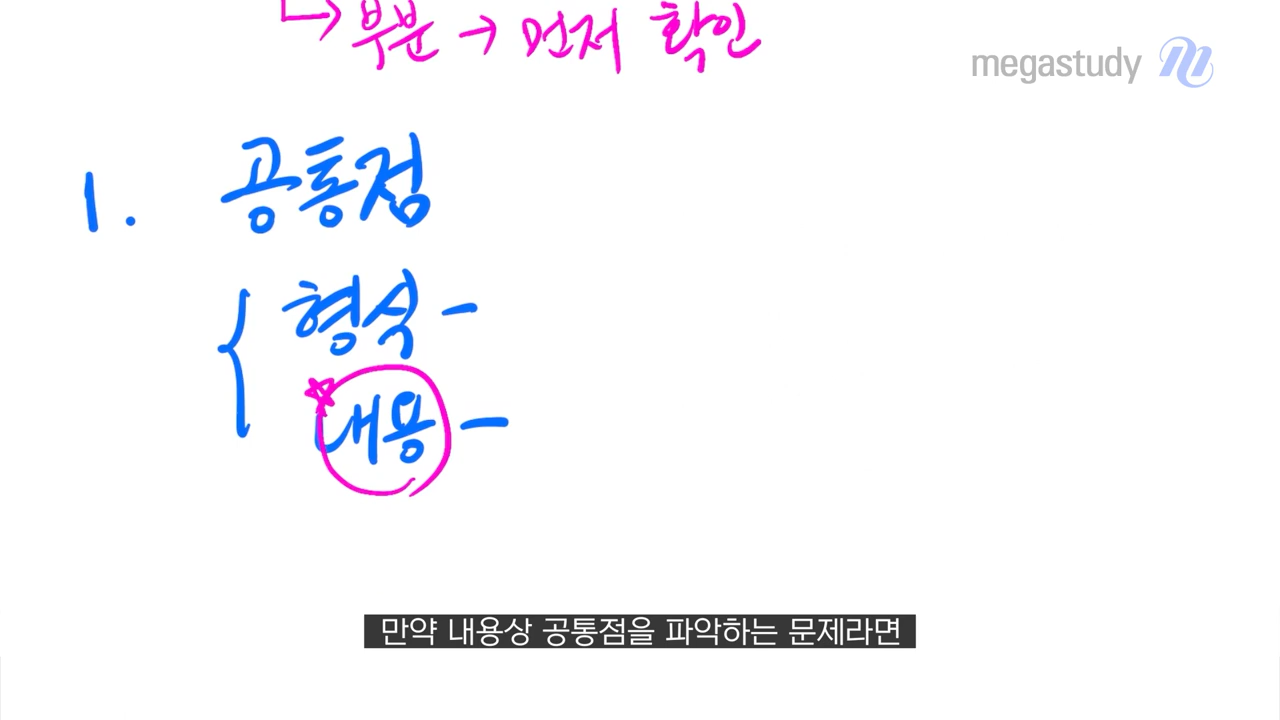 ↳ 부분 → 먼저 확인
megastudy
1. 공통점
형식 -
☆ 내용 -
만약 내용상 공통점을 파악하는 문제라면